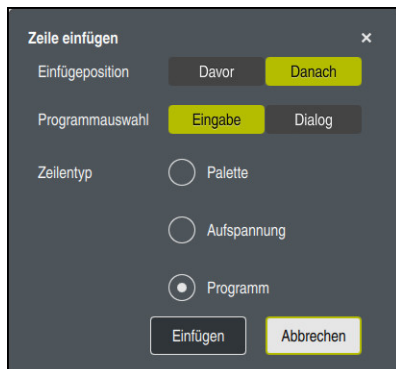 Zeile einfügen ×
Einfügeposition Davor Danach
Programmauswahl Eingabe Dialog
Zeilentyp Palette
Aufspannung
Programm
Einfügen Abbrechen